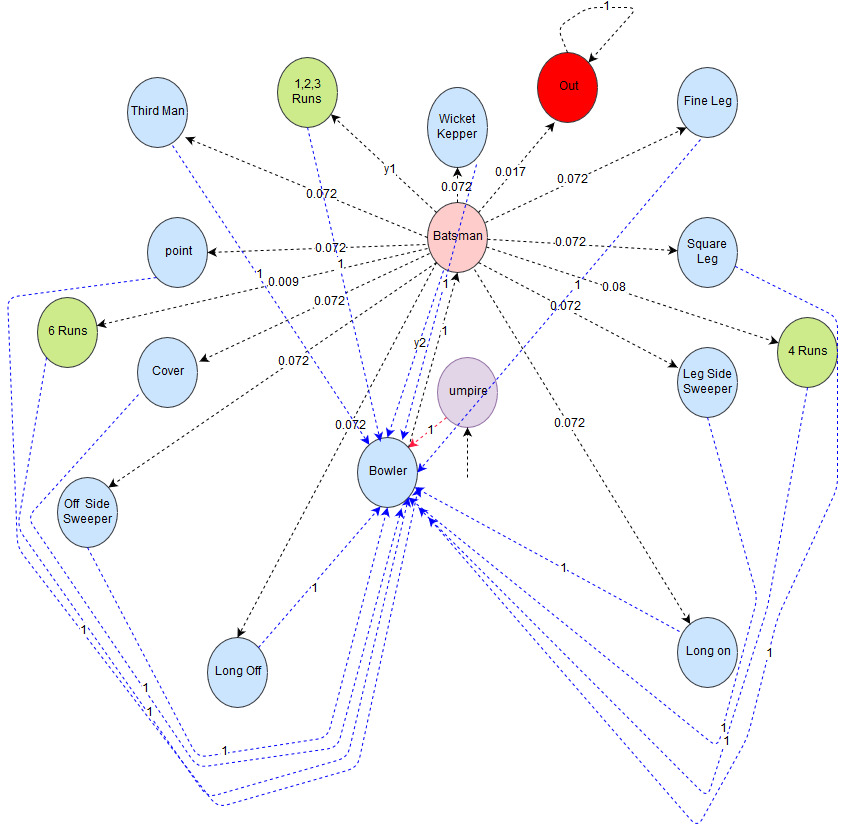 1
Out
1,2,3
Runs
Fine Leg
Third Man
Wicket
Kepper
y1
0.017
0.072
0.072
0.072
Batsman
0.072
0.072
point
Square
Leg
1
1
0.009
1
1
0.08
0.072
0.072
6 Runs
1
y2
4 Runs
0.072
Cover
Leg Side
Sweeper
umpire
0.072
0.072
1
Bowler
Off Side
Sweeper
1
1
1
Long Off
Long on
1
1
1
1
1
1